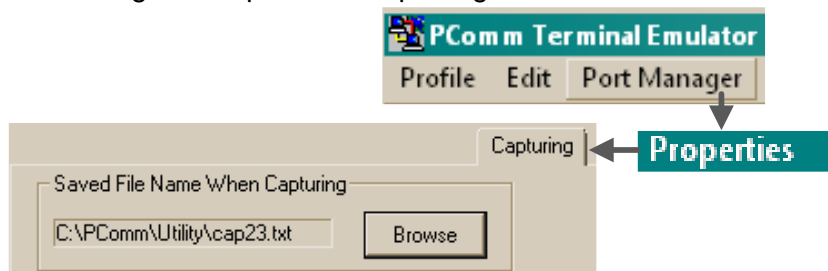 PComm Terminal Emulator
Profile Edit Port Manager
Capturing Properties
Saved File Name When Capturing
C:\PComm\Utility\cap23.txt Browse